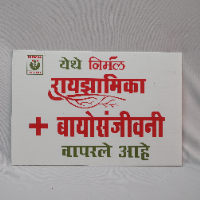 येथे निर्मल
रायझामिका
+ बायोसंजीवनी
वापरले आहे